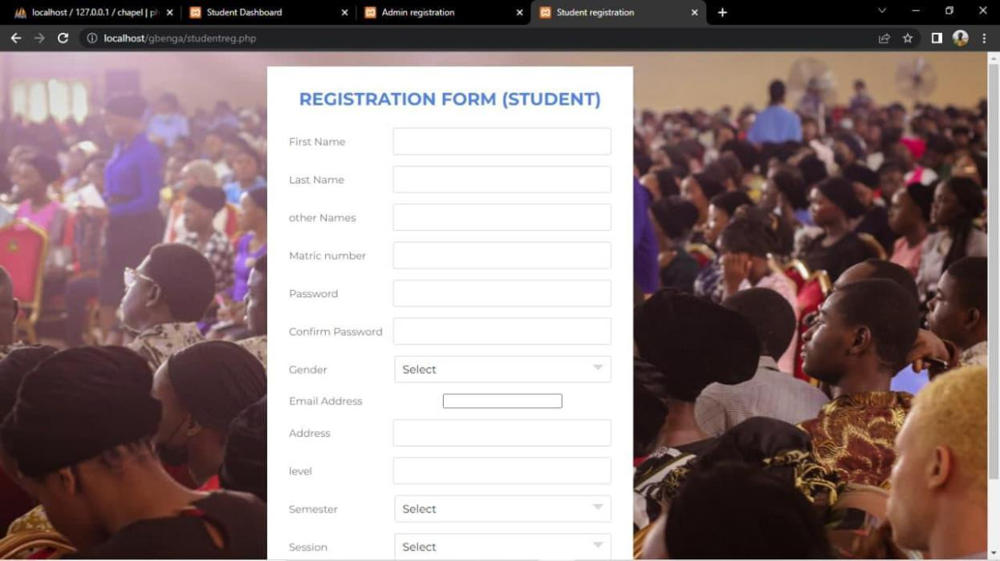 localhost / 127.0.0.1 / chapel | ph
Student Dashboard
Admin registration
Student registration
localhost/gbenga/studentreg.php
REGISTRATION FORM (STUDENT)
First Name
Last Name
other Names
Matric number
Password
Confirm Password
Gender
Select
Email Address
Address
level
Semester
Select
Session
Select